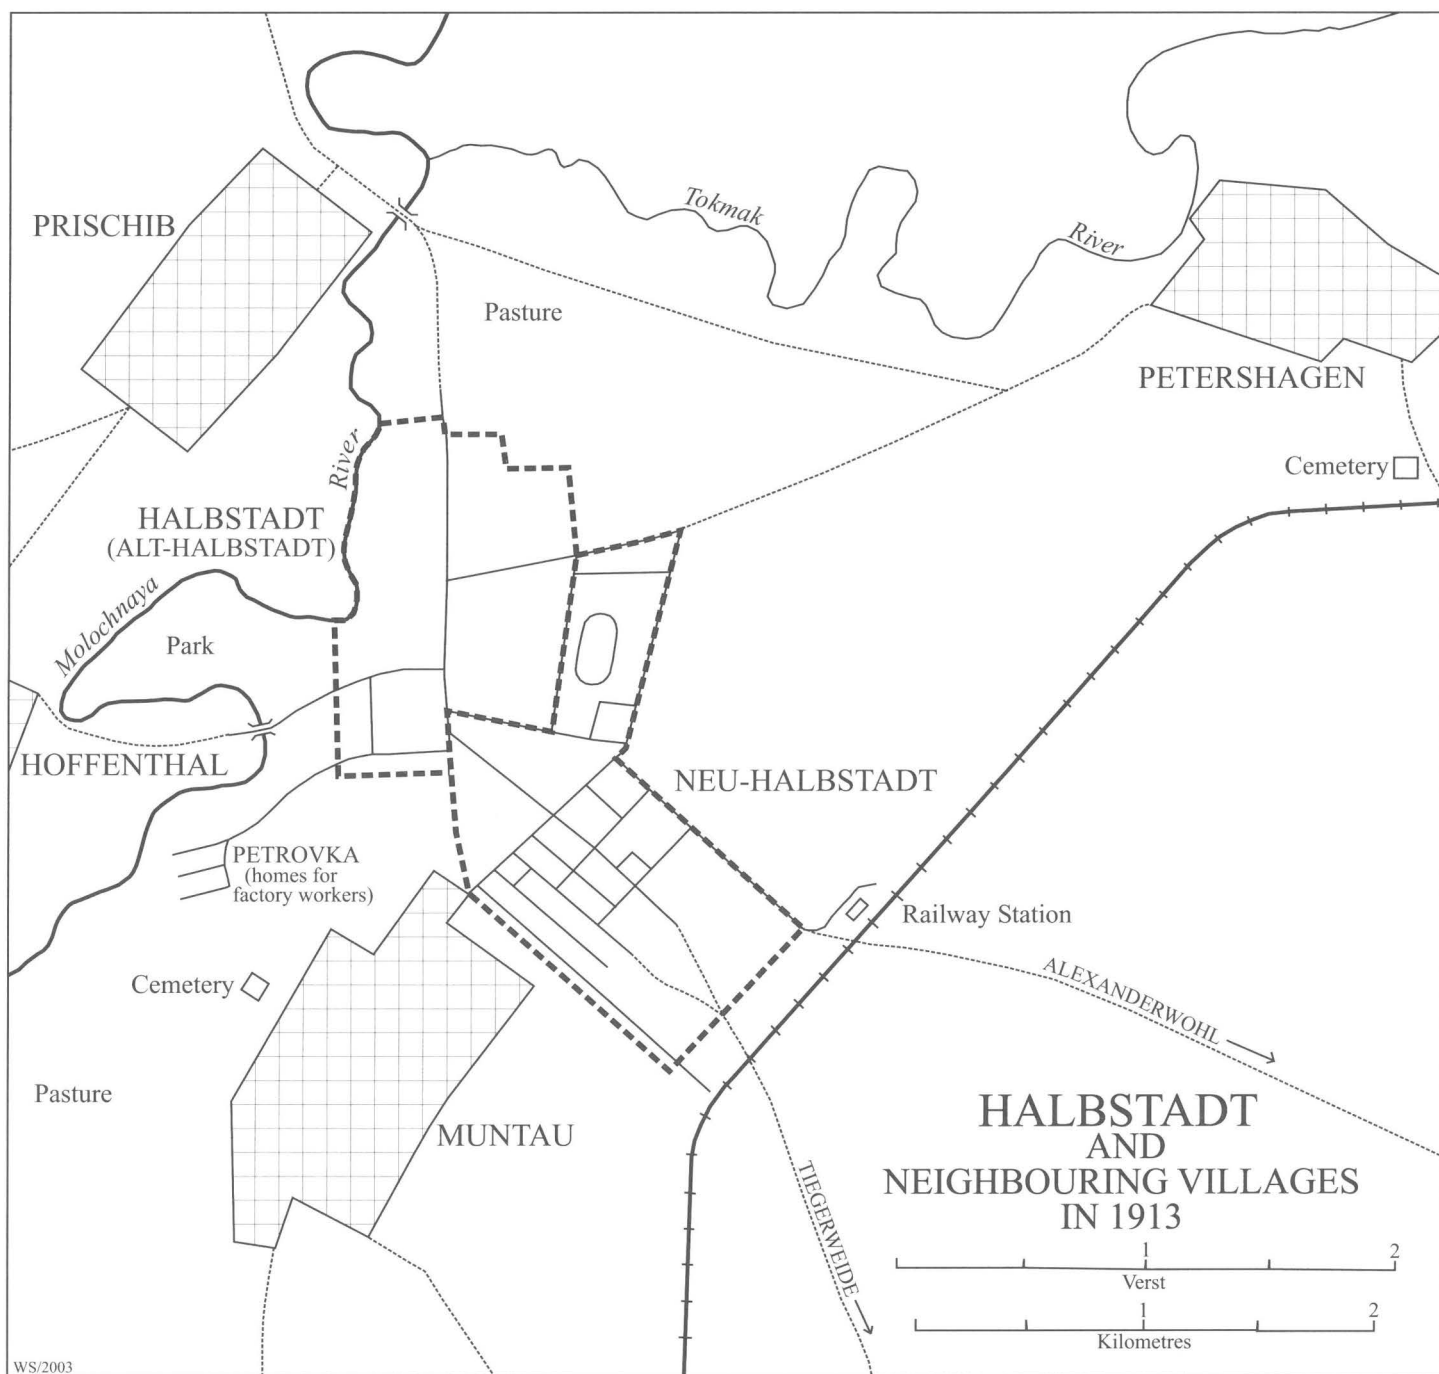 PRISCHIB
Tokmak
River
Pasture
PETERSHAGEN
Cemetery
River
HALBSTADT
(ALT-HALBSTADT)
Molochnaya
Park
HOFFENTHAL
NEU-HALBSTADT
PETROVKA
(homes for
factory workers)
Railway Station
Cemetery
ALEXANDERWOHL
Pasture
MUNTAU
TIEGERWEIDE
HALBSTADT
AND
NEIGHBOURING VILLAGES
IN 1913
1 2
Verst
1 2
Kilometres
WS/2003